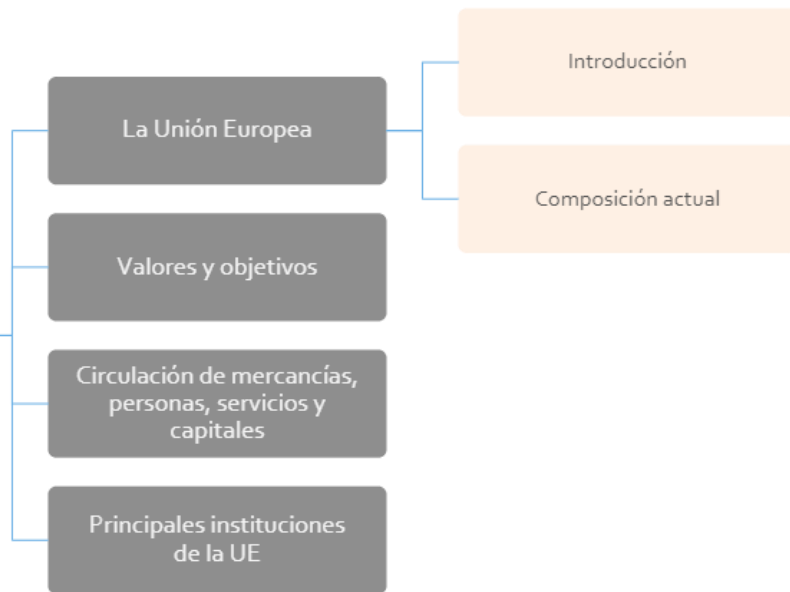 La Unión Europea
Introducción
Composición actual
Valores y objetivos
Circulación de mercancías,
personas, servicios y
capitales
Principales instituciones
de la UE